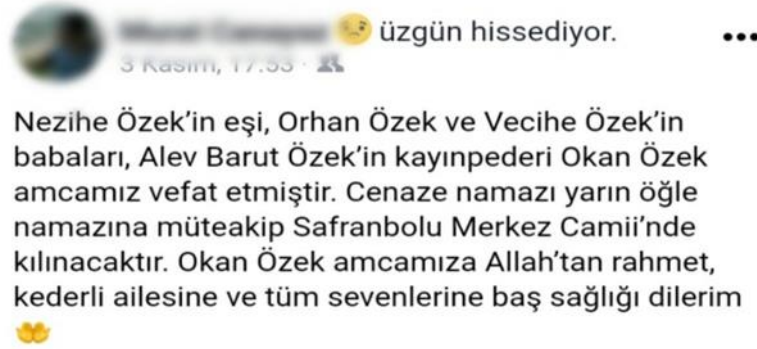 üzgün hissediyor.
3 Kasım, 17:53
Nezihe Özek’in eşi, Orhan Özek ve Vecihe Özek’in
babaları, Alev Barut Özek’in kayınpederi Okan Özek
amcamız vefat etmiştir. Cenaze namazı yarın öğle
namazına müteakip Safranbolu Merkez Camii’nde
kılınacaktır. Okan Özek amcamıza Allah’tan rahmet,
kederli ailesine ve tüm sevenlerine baş sağlığı dilerim